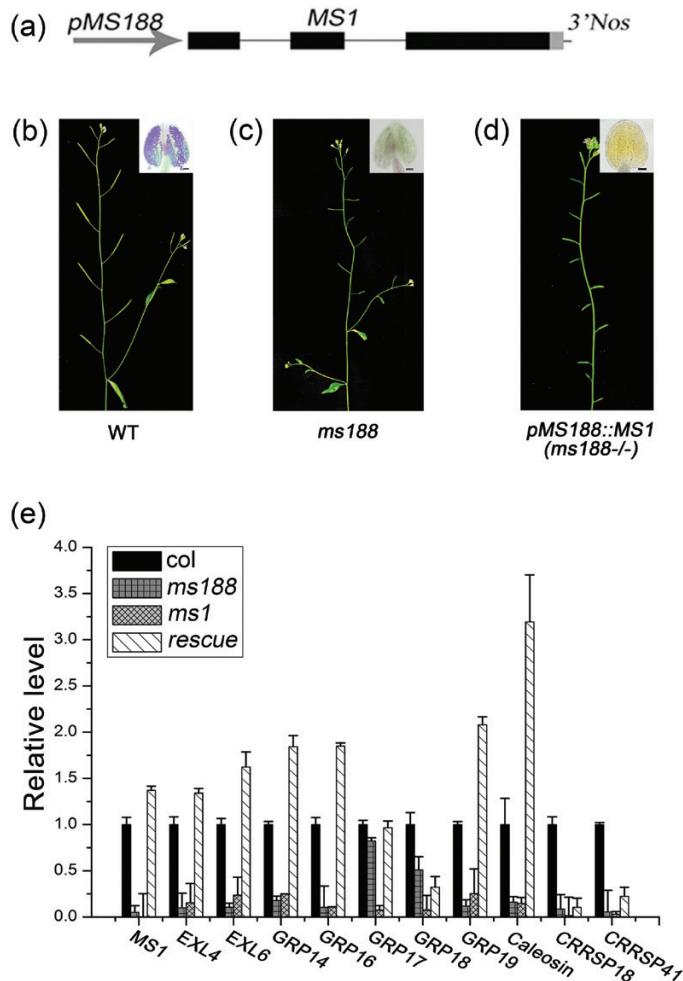 (a)
pMS188
MS1
3'Nos
(b)
(c)
(d)
WT
ms188
pMS188::MS1
(ms188-/-)
(e)
4.0
3.5
3.0
2.5
2.0
1.5
1.0
0.5
0.0
Relative level
col
ms188
ms1
rescue
MS1
EXL4
EXL6
GRP14
GRP16
GRP17
GRP18
GRP19
Caleosin
CRRSP18
CRRSP41